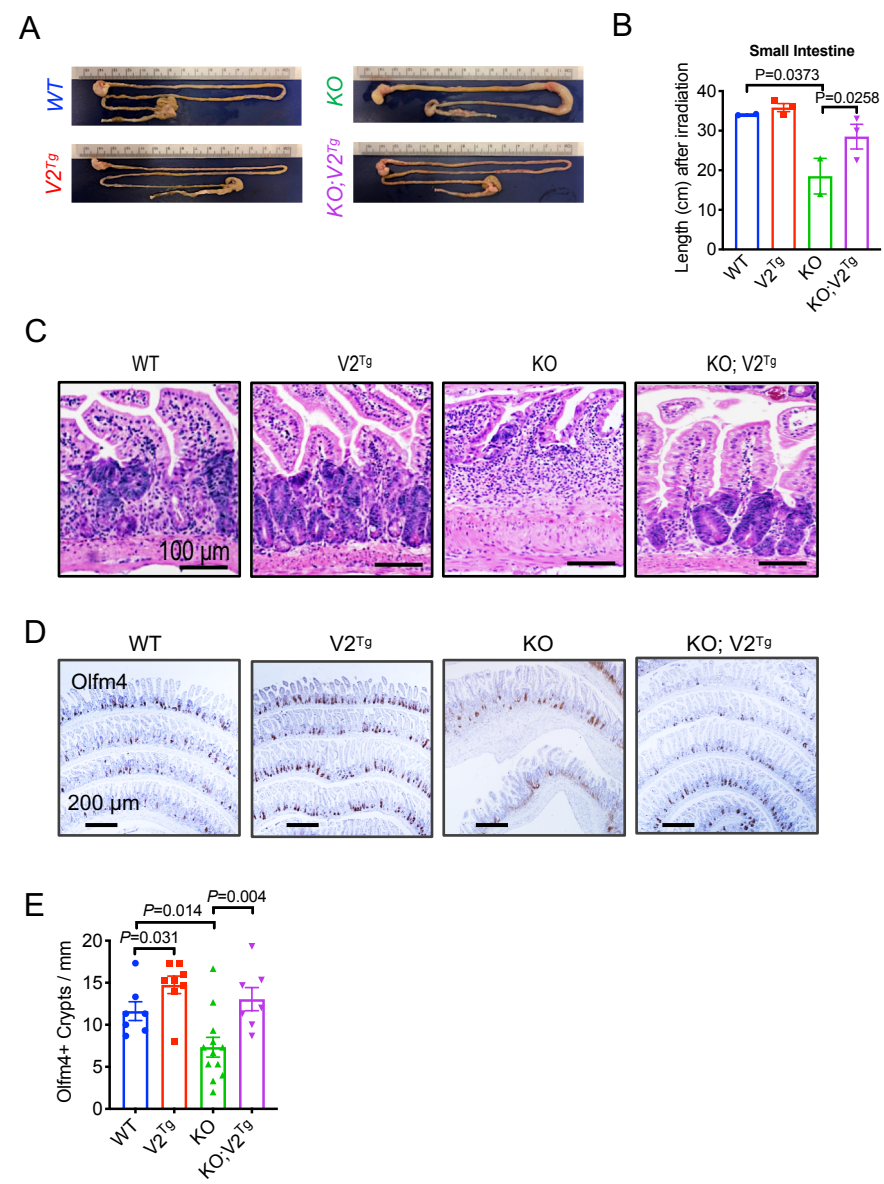 A
WT
KO
V2Tg
KO;V2Tg
B
Small Intestine
P=0.0373
P=0.0258
Length (cm) after irradiation
40
30
20
10
0
WT
V2Tg
KO
KO;V2Tg
C
WT
V2Tg
KO
KO; V2Tg
100 µm
D
WT
V2Tg
KO
KO; V2Tg
Olfm4
200 µm
E
P=0.004
P=0.014
P=0.031
Olfm4+ Crypts / mm
20
15
10
5
0
WT
V2Tg
KO
KO;V2Tg